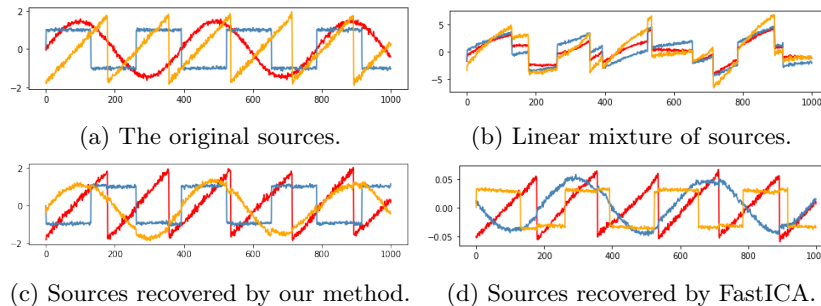 2
0
−2
0 200 400 600 800 1000
(a) The original sources.
5
0
−5
0 200 400 600 800 1000
(b) Linear mixture of sources.
2
0
−2
0 200 400 600 800 1000
(c) Sources recovered by our method.
0.05
0.00
−0.05
0 200 400 600 800 1000
(d) Sources recovered by FastICA.